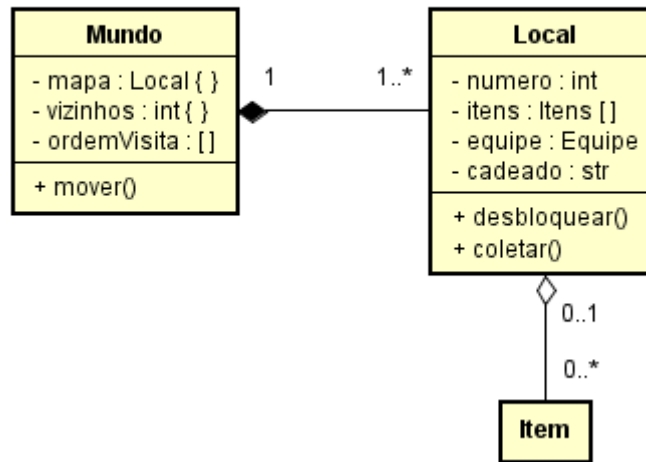 Mundo
- mapa : Local { }
- vizinhos : int { }
- ordemVisita : [ ]
+ mover()
1
1..*
Local
- numero : int
- itens : Itens [ ]
- equipe : Equipe
- cadeado : str
+ desbloquear()
+ coletar()
0..1
0..*
Item